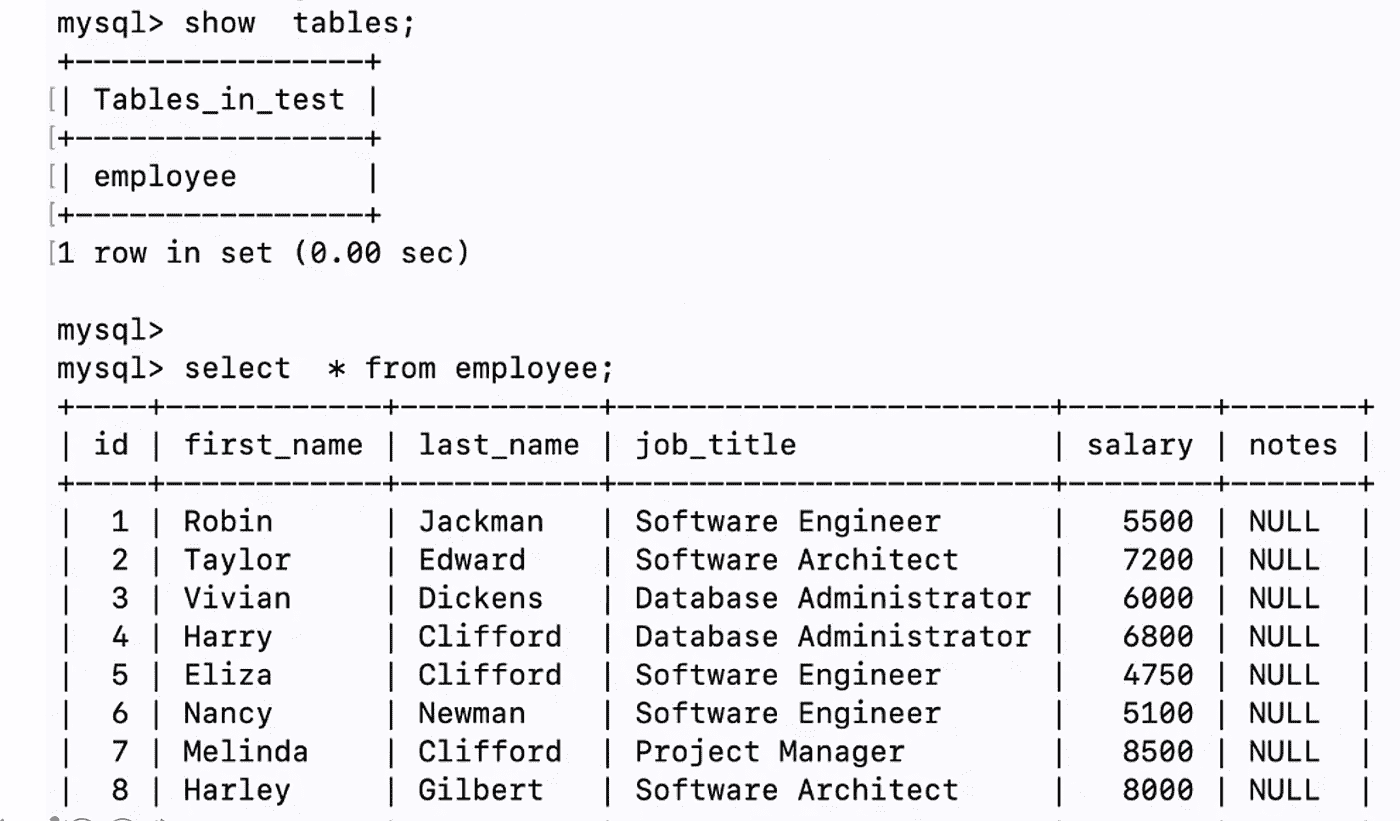 mysql> show  tables;
+----------------+
[| Tables_in_test |
[+----------------+
[| employee       |
[+----------------+
[1 row in set (0.00 sec)
mysql>
mysql> select  * from employee;
+----+------------+-----------+------------------------+--------+-------+
| id | first_name | last_name | job_title              | salary | notes |
+----+------------+-----------+------------------------+--------+-------+
|  1 | Robin      | Jackman   | Software Engineer      |   5500 | NULL  |
|  2 | Taylor     | Edward    | Software Architect     |   7200 | NULL  |
|  3 | Vivian     | Dickens   | Database Administrator |   6000 | NULL  |
|  4 | Harry      | Clifford  | Database Administrator |   6800 | NULL  |
|  5 | Eliza      | Clifford  | Software Engineer      |   4750 | NULL  |
|  6 | Nancy      | Newman    | Software Engineer      |   5100 | NULL  |
|  7 | Melinda    | Clifford  | Project Manager        |   8500 | NULL  |
|  8 | Harley     | Gilbert   | Software Architect     |   8000 | NULL  |